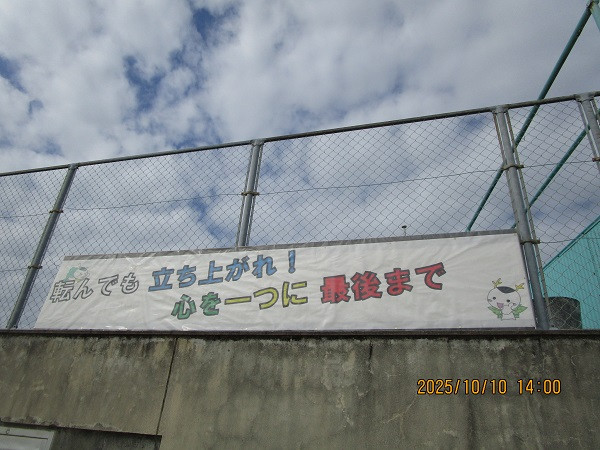 転んでも 立ち上がれ!
心を一つに 最後まで
2025/10/10 14:00